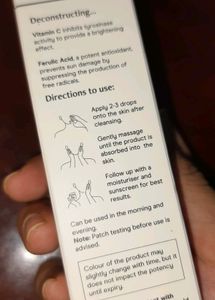 Deconstructing...
Vitamin C inhibits tyrosinase
activity to provide a brightening
effect.
Ferulic Acid, a potent antioxidant,
prevents sun damage by
suppressing the production of
free radicals.
Directions to use:
Apply 2-3 drops
onto the skin after
cleansing.
Gently massage
until the product is
absorbed into the
skin.
Follow up with a
moisturiser and
sunscreen for best
results.
Can be used in the morning and
evening.
Note: Patch testing before use is
advised.
Colour of the product may
slightly change with time, but it
does not impact the potency
until expiry.